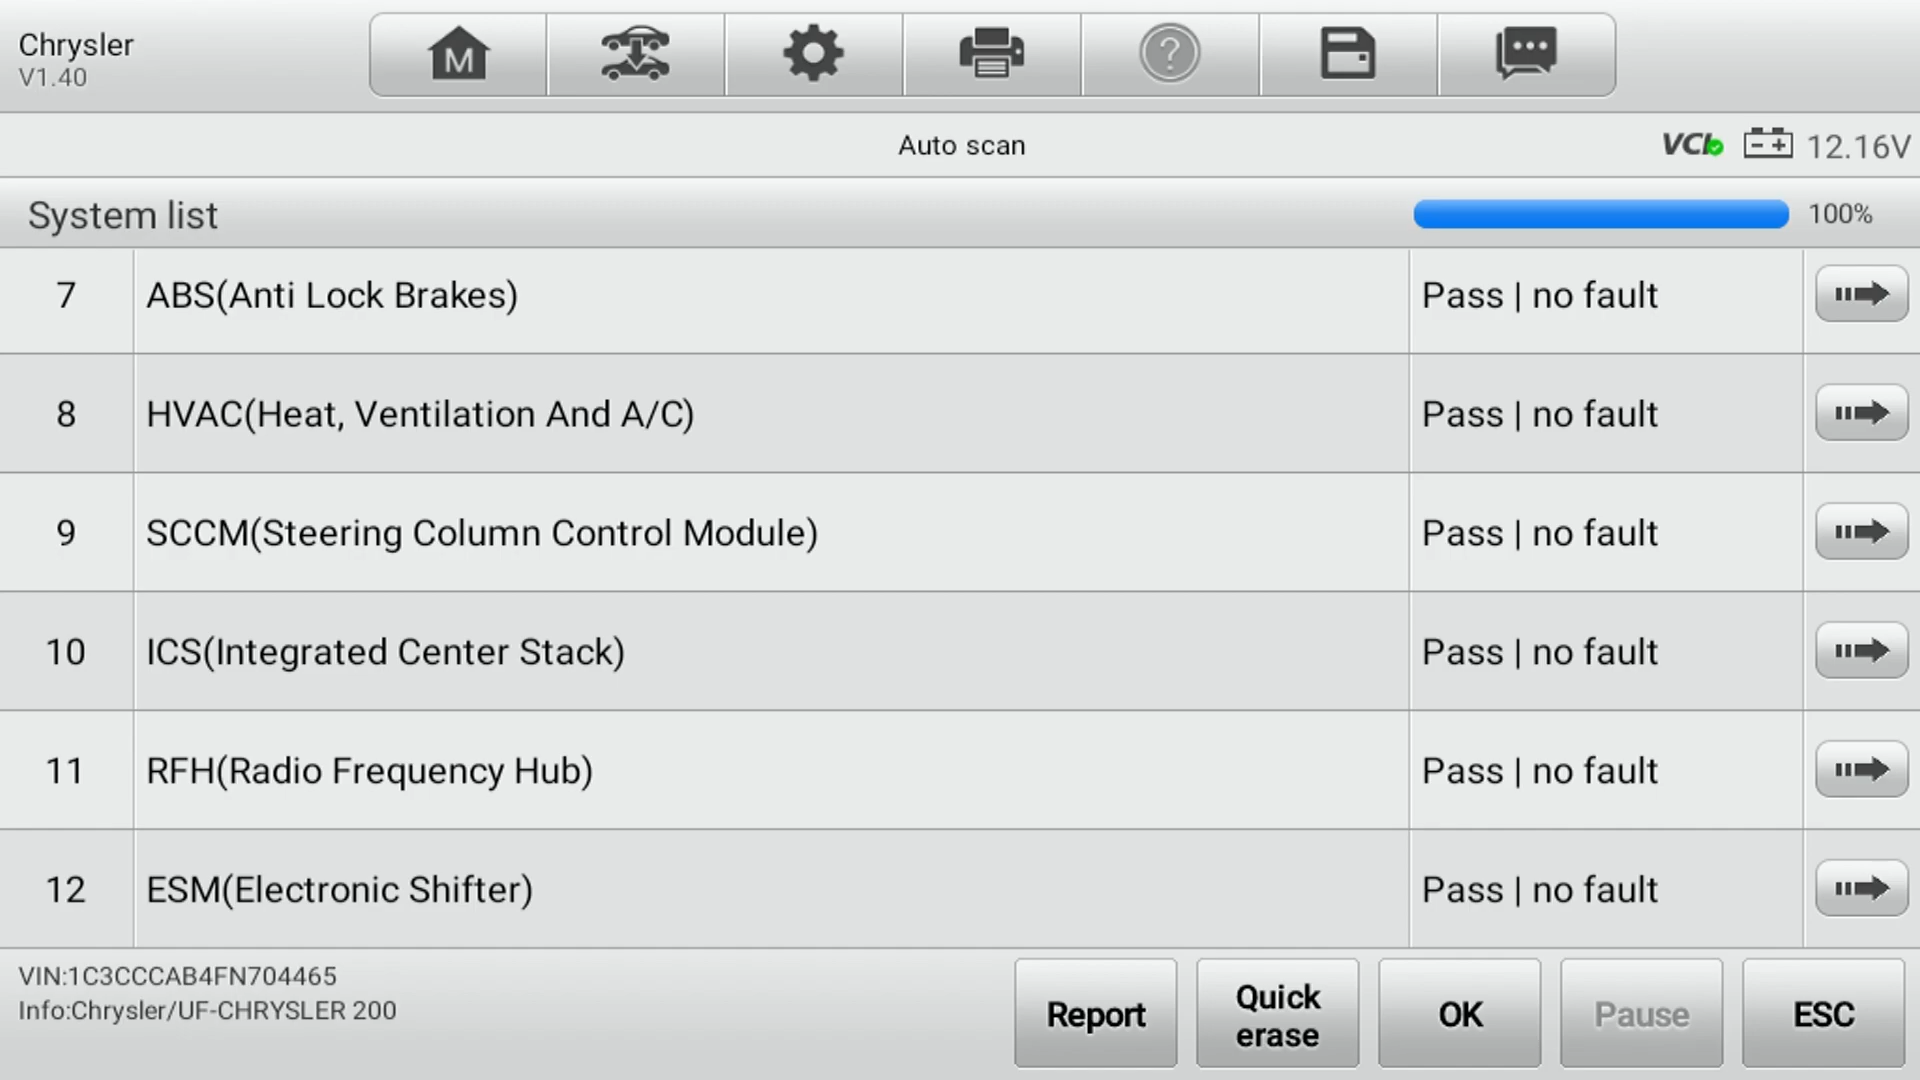 Chrysler
V1.40
M
?
Auto scan
VCI
12.16V
System list
100%
7 ABS(Anti Lock Brakes) Pass | no fault
8 HVAC(Heat, Ventilation And A/C) Pass | no fault
9 SCCM(Steering Column Control Module) Pass | no fault
10 ICS(Integrated Center Stack) Pass | no fault
11 RFH(Radio Frequency Hub) Pass | no fault
12 ESM(Electronic Shifter) Pass | no fault
VIN:1C3CCCAB4FN704465
Info:Chrysler/UF-CHRYSLER 200
Report
Quick
erase
OK
Pause
ESC